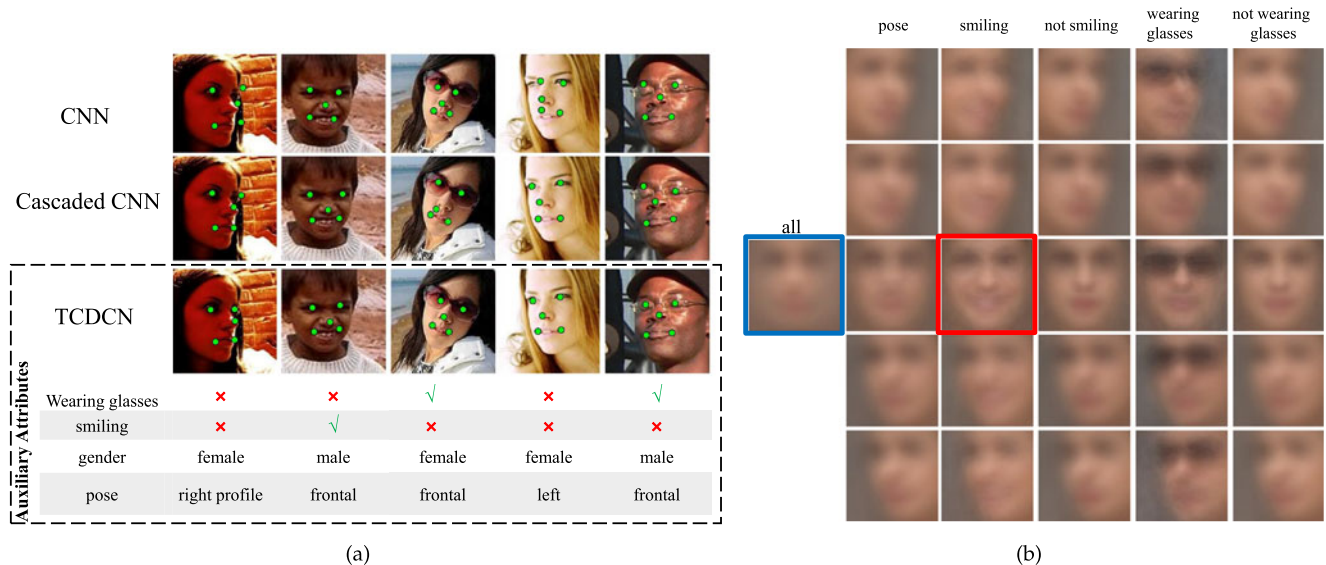 CNN
Cascaded CNN
TCDCN
Auxiliary Attributes
Wearing glasses × × √ × √
smiling × √ × × ×
gender female male female female male
pose right profile frontal frontal left frontal
(a)
pose smiling not smiling wearing glasses not wearing glasses
all
(b)